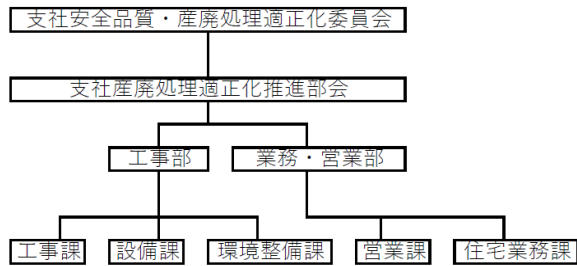 支社安全品質・産廃処理適正化委員会
支社産廃処理適正化推進部会
工事部
業務・営業部
工事課
設備課
環境整備課
営業課
住宅業務課